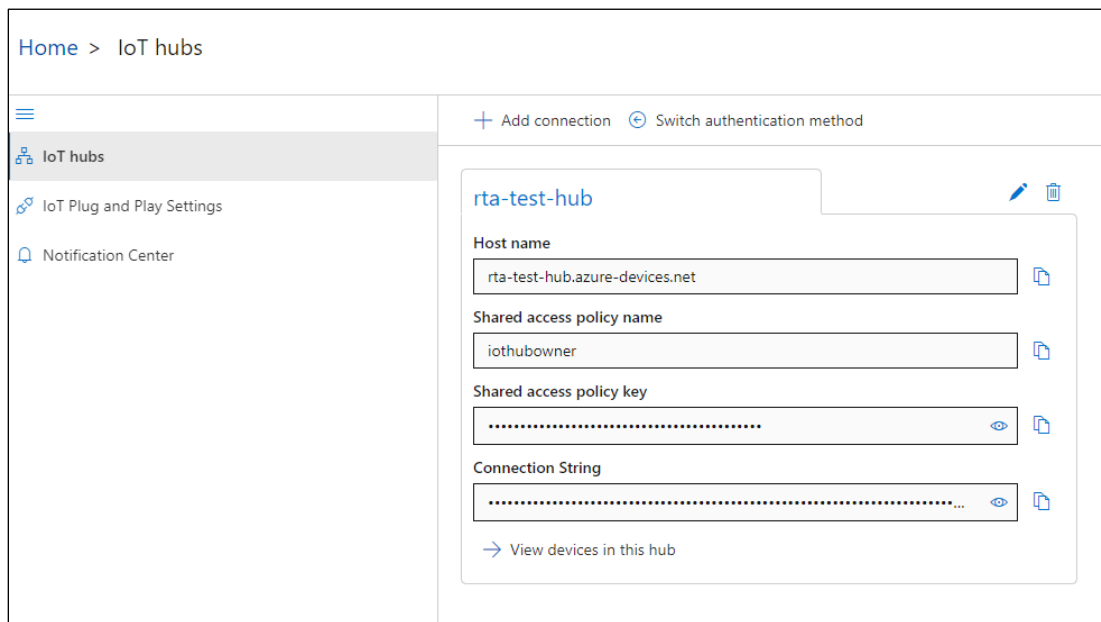 Home > IoT hubs
IoT hubs
IoT Plug and Play Settings
Notification Center
+ Add connection Switch authentication method
rta-test-hub
Host name
rta-test-hub.azure-devices.net
Shared access policy name
iothubowner
Shared access policy key
•••••••••••••••••••••••••••••••••••••••••••
Connection String
•••••••••••••••••••••••••••••••••••••••••••••••••••••••••••••••••••••••••...
→ View devices in this hub